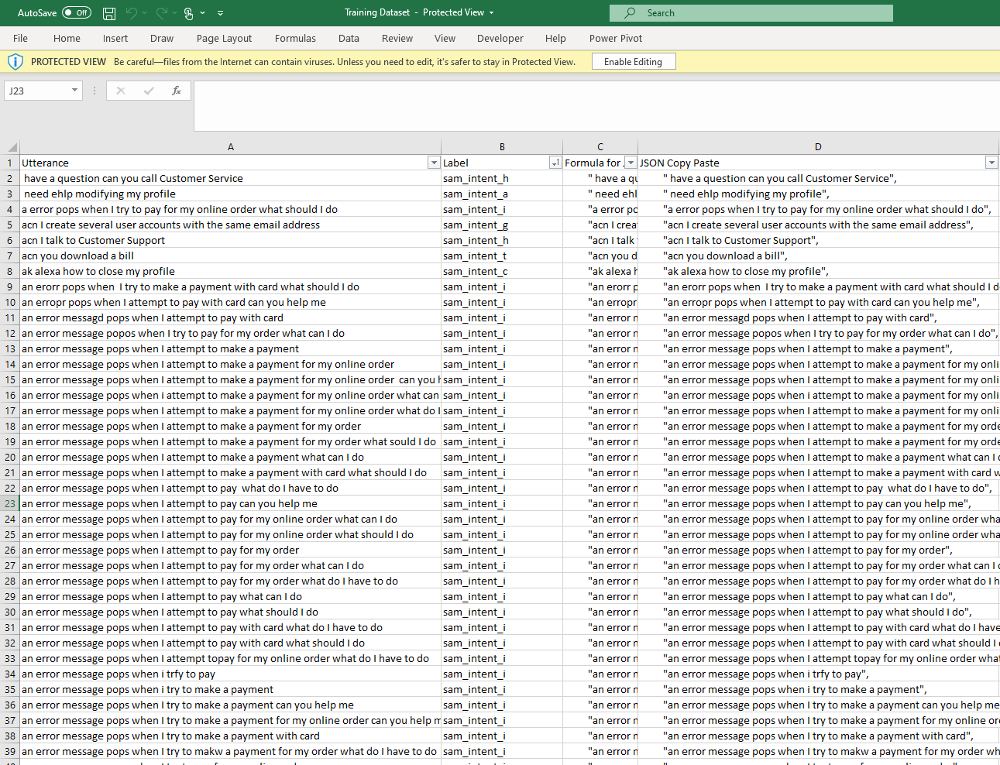 AutoSave Off Training Dataset - Protected View Search
File Home Insert Draw Page Layout Formulas Data Review View Developer Help Power Pivot
PROTECTED VIEW Be careful—files from the Internet can contain viruses. Unless you need to edit, it's safer to stay in Protected View. Enable Editing
J23 fx
A B C D
1 Utterance Label Formula for JSON Copy Paste
2 have a question can you call Customer Service sam_intent_h " have a qu " have a question can you call Customer Service",
3 need ehlp modifying my profile sam_intent_a " need ehl " need ehlp modifying my profile",
4 a error pops when I try to pay for my online order what should I do sam_intent_i "a error po "a error pops when I try to pay for my online order what should I do",
5 acn I create several user accounts with the same email address sam_intent_g "acn I crea "acn I create several user accounts with the same email address",
6 acn I talk to Customer Support sam_intent_h "acn I talk "acn I talk to Customer Support",
7 acn you download a bill sam_intent_t "acn you d "acn you download a bill",
8 ak alexa how to close my profile sam_intent_c "ak alexa h "ak alexa how to close my profile",
9 an erorr pops when  I try to make a payment with card what should I do sam_intent_i "an erorr p "an erorr pops when  I try to make a payment with card what should I do
10 an erropr pops when I attempt to pay with card can you help me sam_intent_i "an erropr "an erropr pops when I attempt to pay with card can you help me",
11 an error messagd pops when I attempt to pay with card sam_intent_i "an error m "an error messagd pops when I attempt to pay with card",
12 an error message popos when I try to pay for my order what can I do sam_intent_i "an error m "an error message popos when I try to pay for my order what can I do",
13 an error message pops when I attempt to make a payment sam_intent_i "an error m "an error message pops when I attempt to make a payment",
14 an error message pops when I attempt to make a payment for my online order sam_intent_i "an error m "an error message pops when I attempt to make a payment for my onli
15 an error message pops when I attempt to make a payment for my online order  can you h sam_intent_i "an error m "an error message pops when I attempt to make a payment for my onli
16 an error message pops when i attempt to make a payment for my online order what can sam_intent_i "an error m "an error message pops when i attempt to make a payment for my onli
17 an error message pops when I attempt to make a payment for my online order what do I sam_intent_i "an error m "an error message pops when I attempt to make a payment for my onli
18 an error message pops when I attempt to make a payment for my order sam_intent_i "an error m "an error message pops when I attempt to make a payment for my orde
19 an error message pops when I attempt to make a payment for my order what sould I do sam_intent_i "an error m "an error message pops when I attempt to make a payment for my orde
20 an error message pops when I attempt to make a payment what can I do sam_intent_i "an error m "an error message pops when I attempt to make a payment what can I d
21 an error message pops when I attempt to make a payment with card what should I do sam_intent_i "an error m "an error message pops when I attempt to make a payment with card w
22 an error message pops when I attempt to pay  what do I have to do sam_intent_i "an error m "an error message pops when I attempt to pay  what do I have to do",
23 an error message pops when I attempt to pay can you help me sam_intent_i "an error m "an error message pops when I attempt to pay can you help me",
24 an error message pops when I attempt to pay for my online order what can I do sam_intent_i "an error m "an error message pops when I attempt to pay for my online order wha
25 an error message pops when I attempt to pay for my online order what should I do sam_intent_i "an error m "an error message pops when I attempt to pay for my online order wha
26 an error message pops when I attempt to pay for my order sam_intent_i "an error m "an error message pops when I attempt to pay for my order",
27 an error message pops when I attempt to pay for my order what can I do sam_intent_i "an error m "an error message pops when I attempt to pay for my order what can I d
28 an error message pops when I attempt to pay for my order what do I have to do sam_intent_i "an error m "an error message pops when I attempt to pay for my order what do I h
29 an error message pops when I attempt to pay what can I do sam_intent_i "an error m "an error message pops when I attempt to pay what can I do",
30 an error message pops when I attempt to pay what should I do sam_intent_i "an error m "an error message pops when I attempt to pay what should I do",
31 an error message pops when I attempt to pay with card what do I have to do sam_intent_i "an error m "an error message pops when I attempt to pay with card what do I have
32 an error message pops when I attempt to pay with card what should I do sam_intent_i "an error m "an error message pops when I attempt to pay with card what should I
33 an error message pops when I attempt topay for my online order what do I have to do sam_intent_i "an error m "an error message pops when I attempt topay for my online order what
34 an error message pops when i trfy to pay sam_intent_i "an error m "an error message pops when i trfy to pay",
35 an error message pops when i try to make a payment sam_intent_i "an error m "an error message pops when i try to make a payment",
36 an error message pops when I try to make a payment can you help me sam_intent_i "an error m "an error message pops when I try to make a payment can you help me
37 an error message pops when I try to make a payment for my online order can you help m sam_intent_i "an error m "an error message pops when I try to make a payment for my online or
38 an error message pops when I try to make a payment with card sam_intent_i "an error m "an error message pops when I try to make a payment with card",
39 an error message pops when I try to makw a payment for my order what do I have to do sam_intent_i "an error m "an error message pops when I try to makw a payment for my order wh